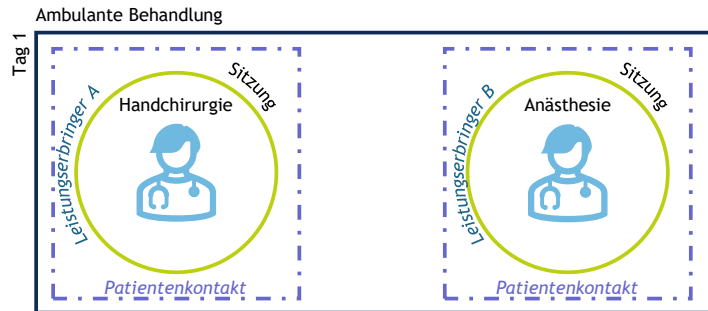 Ambulante Behandlung
Tag 1
Sitzung
Handchirurgie
Leistungserbringer A
Patientenkontakt
Sitzung
Anästhesie
Leistungserbringer B
Patientenkontakt